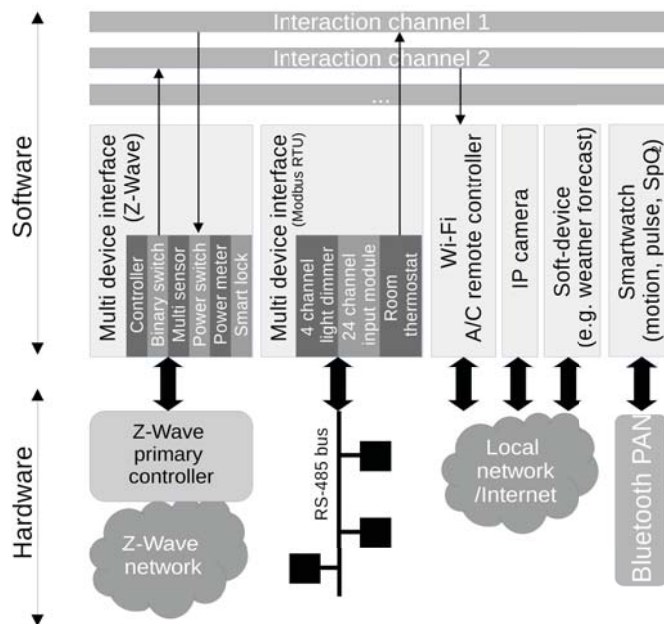 Interaction channel 1
Interaction channel 2
...
Software
Multi device interface
(Z-Wave)
Controller
Binary switch
Multi sensor
Power switch
Power meter
Smart lock
Multi device interface
(Modbus RTU)
4 channel
light dimmer
24 channel
input module
Room
thermostat
Wi-Fi
A/C remote controller
IP camera
Soft-device
(e.g. weather forecast)
Smartwatch
(motion, pulse, SpO2)
Hardware
Z-Wave
primary
controller
Z-Wave
network
RS-485 bus
Local
network
/Internet
Bluetooth PAN